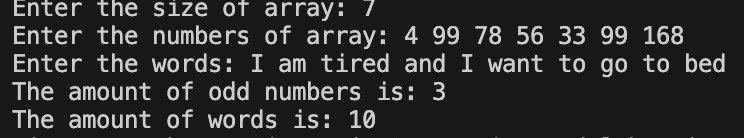 Enter the size of array: 7
Enter the numbers of array: 4 99 78 56 33 99 168
Enter the words: I am tired and I want to go to bed
The amount of odd numbers is: 3
The amount of words is: 10